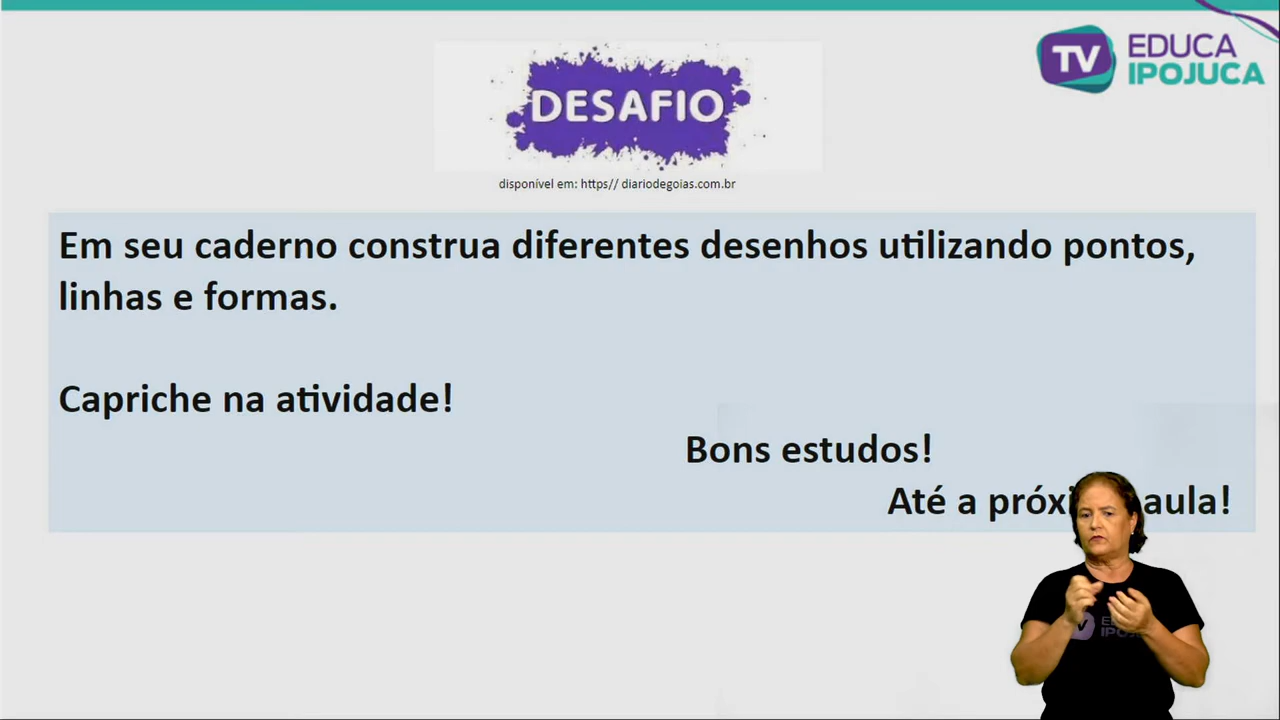 TV EDUCA
IPOJUCA
DESAFIO
disponível em: https// diariodegoias.com.br
Em seu caderno construa diferentes desenhos utilizando pontos,
linhas e formas.
Capriche na atividade!
Bons estudos!
Até a aula!